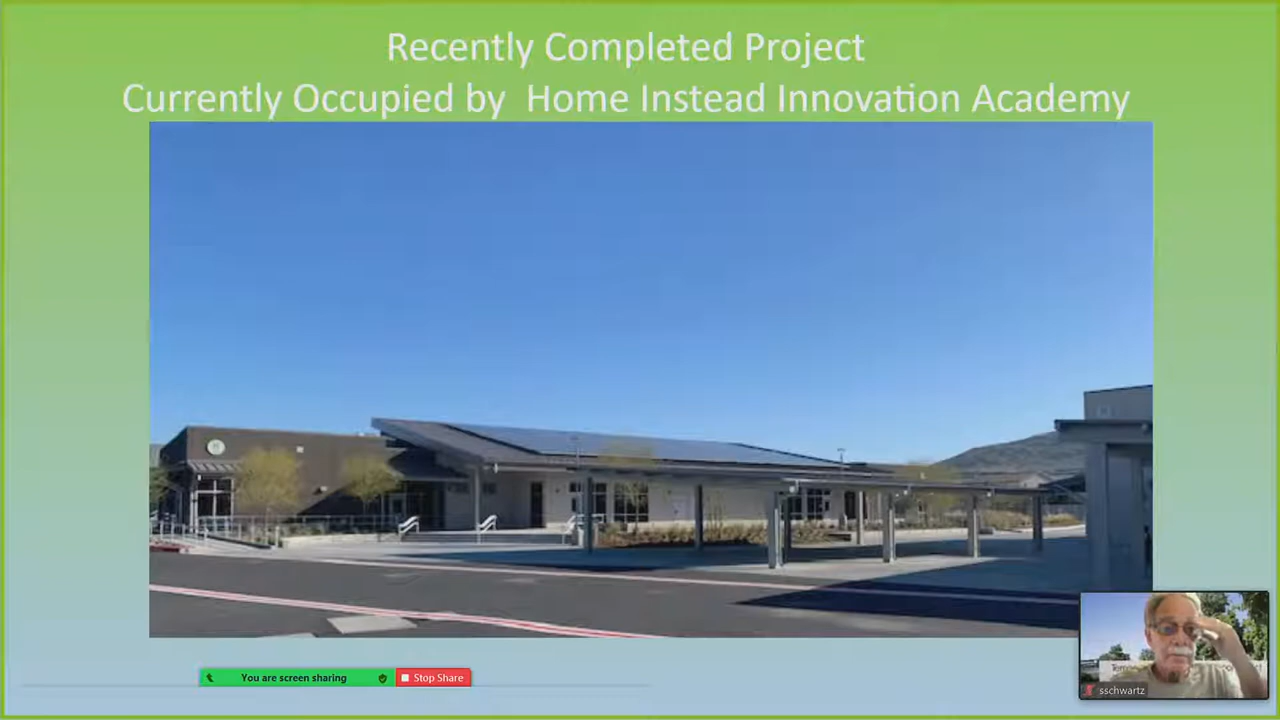 Recently Completed Project
Currently Occupied by Home Instead Innovation Academy
You are screen sharing
Stop Share
sschwartz